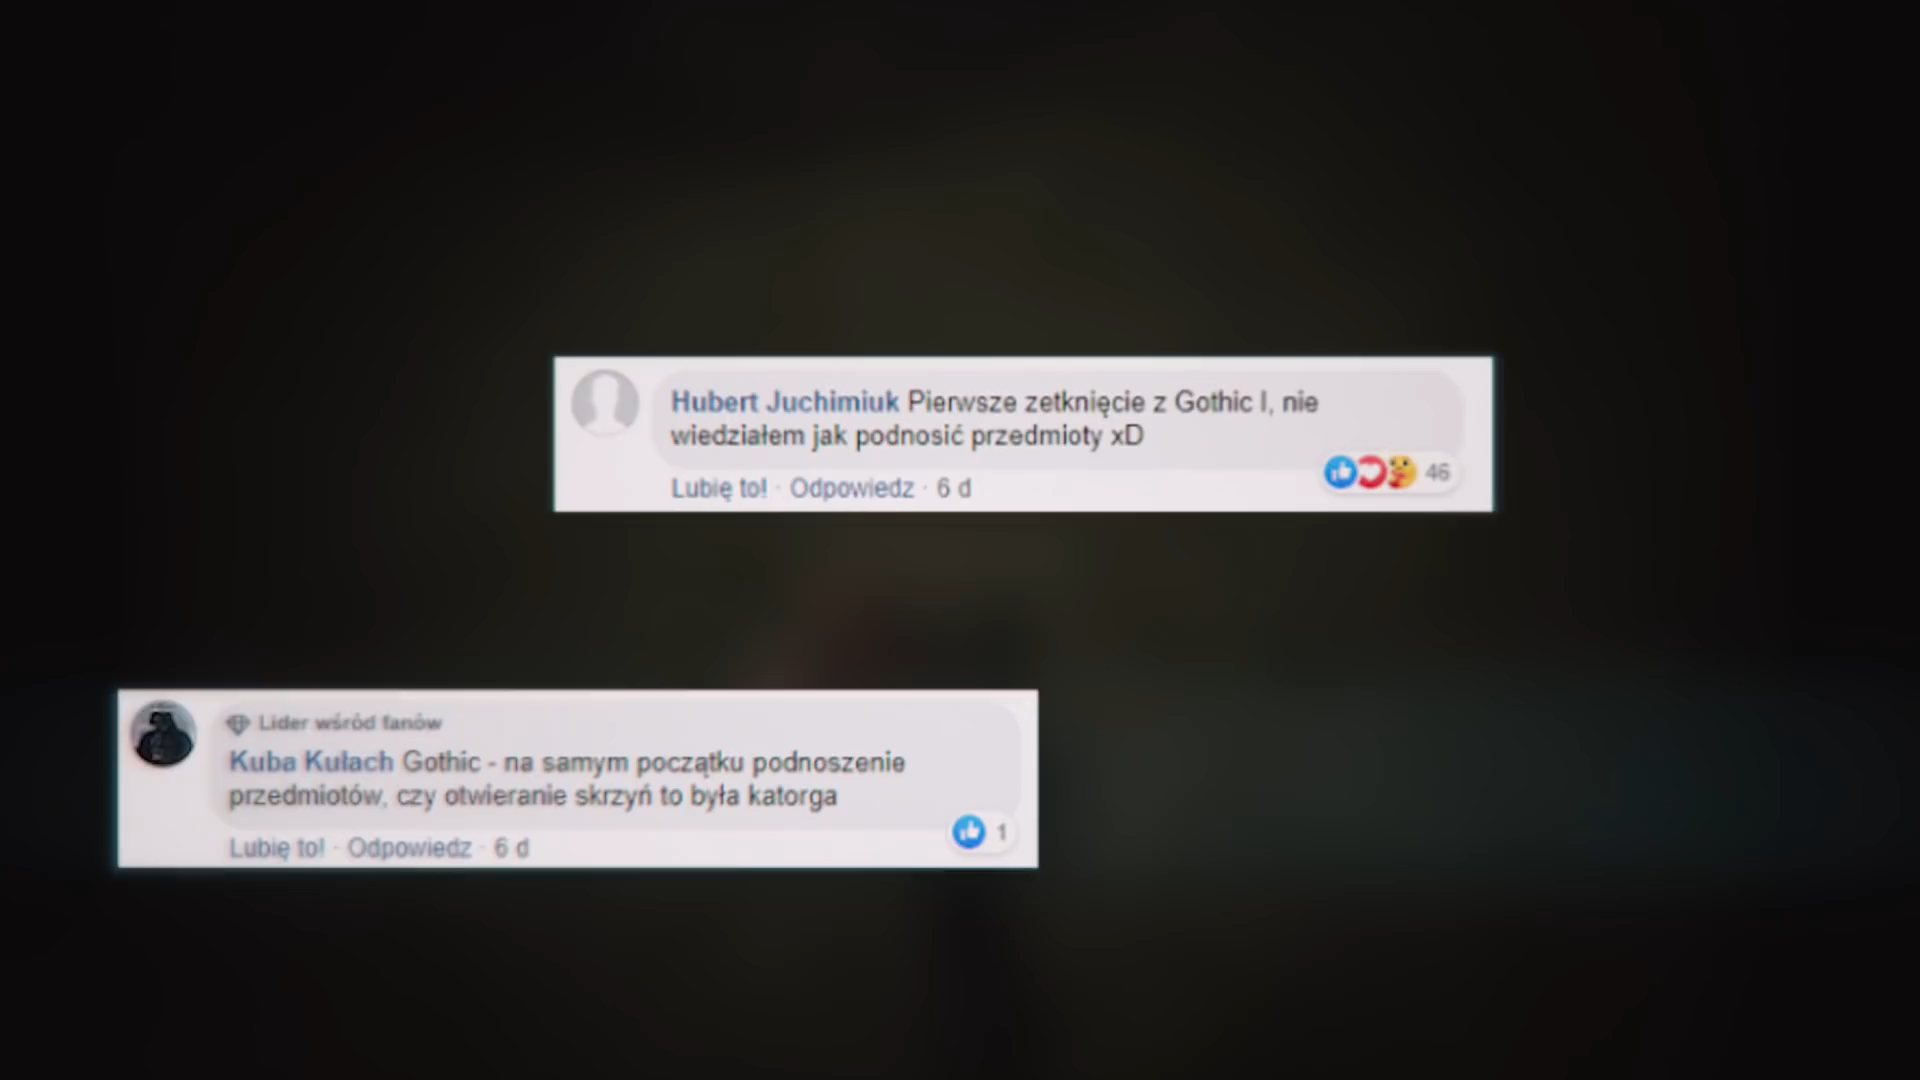 Hubert Juchimiuk Pierwsze zetknięcie z Gothic I, nie
wiedziałem jak podnosić przedmioty xD
46
Lubię to! · Odpowiedz · 6 d
Lider wśród fanów
Kuba Kułach Gothic - na samym początku podnoszenie
przedmiotów, czy otwieranie skrzyń to była katorga
1
Lubię to! · Odpowiedz · 6 d